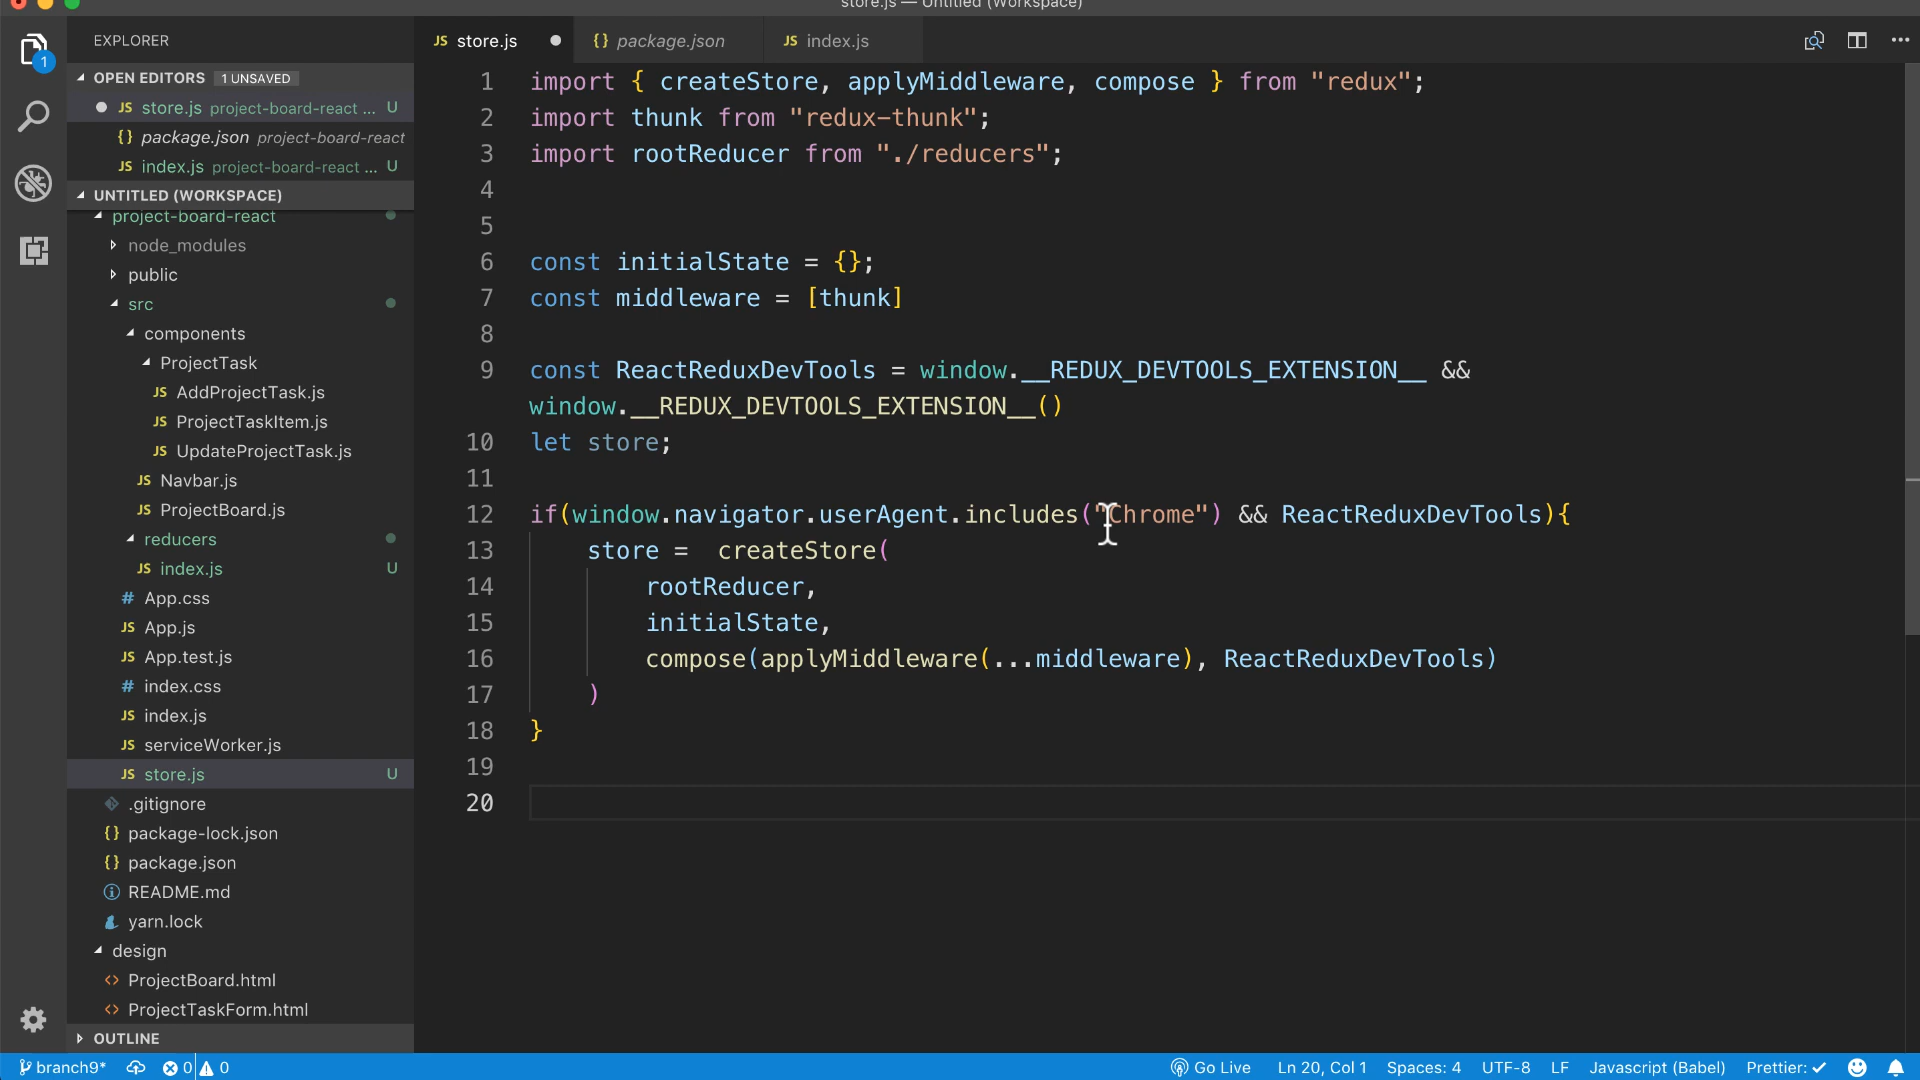 store.js — Untitled (Workspace)
EXPLORER
OPEN EDITORS 1 UNSAVED
JS store.js project-board-react ... U
{} package.json project-board-react
JS index.js project-board-react ... U
UNTITLED (WORKSPACE)
project-board-react
node_modules
public
src
components
ProjectTask
JS AddProjectTask.js
JS ProjectTaskItem.js
JS UpdateProjectTask.js
JS Navbar.js
JS ProjectBoard.js
reducers
JS index.js U
# App.css
JS App.js
JS App.test.js
# index.css
JS index.js
JS serviceWorker.js
JS store.js U
.gitignore
{} package-lock.json
{} package.json
README.md
yarn.lock
design
<> ProjectBoard.html
<> ProjectTaskForm.html
OUTLINE
1
JS store.js
{} package.json
JS index.js
1 import { createStore, applyMiddleware, compose } from "redux";
2 import thunk from "redux-thunk";
3 import rootReducer from "./reducers";
4
5
6 const initialState = {};
7 const middleware = [thunk]
8
9 const ReactReduxDevTools = window.__REDUX_DEVTOOLS_EXTENSION__ &&
window.__REDUX_DEVTOOLS_EXTENSION__()
10 let store;
11
12 if(window.navigator.userAgent.includes("Chrome") && ReactReduxDevTools){
13 store =  createStore(
14 rootReducer,
15 initialState,
16 compose(applyMiddleware(...middleware), ReactReduxDevTools)
17 )
18 }
19
20
branch9* 0 0 Go Live Ln 20, Col 1 Spaces: 4 UTF-8 LF Javascript (Babel) Prettier: ✓